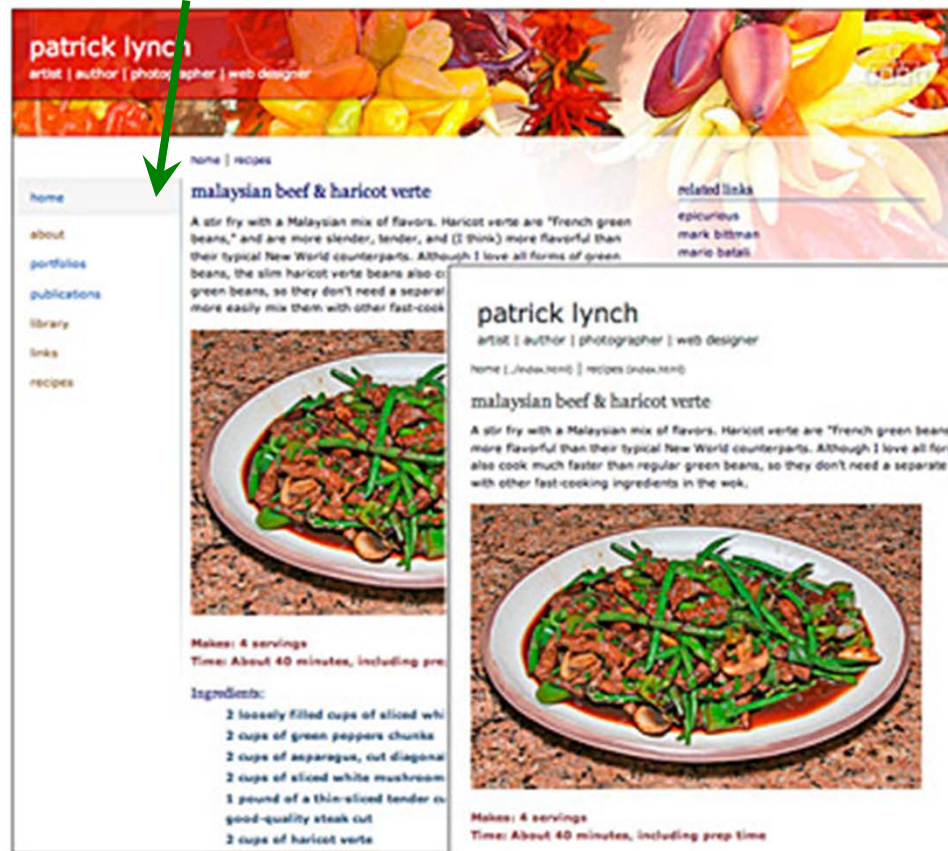 patrick lynch
artist | author | photographer | web designer
home | recipes
home
about
portfolios
publications
library
links
recipes
malaysian beef & haricot verte
A stir fry with a Malaysian mix of flavors. Haricot verte are "French green
beans," and are more slender, tender, and (I think) more flavorful than
their typical New World counterparts. Although I love all forms of green
beans, the slim haricot verte beans also c
green beans, so they don't need a separat
more easily mix them with other fast-cook
Makes: 4 servings
Time: About 40 minutes, including pre
Ingredients:
2 loosely filled cups of sliced whi
2 cups of green peppers chunks
2 cups of asparagus, cut diagonal
2 cups of sliced white mushroom
1 pound of a thin-sliced tender cu
good-quality steak cut
2 cups of haricot verte
related links
epicurious
mark bittman
mario batali
patrick lynch
artist | author | photographer | web designer
home (../index.html) | recipes (index.html)
malaysian beef & haricot verte
A stir fry with a Malaysian mix of flavors. Haricot verte are "French green beans
more flavorful than their typical New World counterparts. Although I love all for
also cook much faster than regular green beans, so they don't need a separate
with other fast-cooking ingredients in the wok.
Makes: 4 servings
Time: About 40 minutes, including prep time